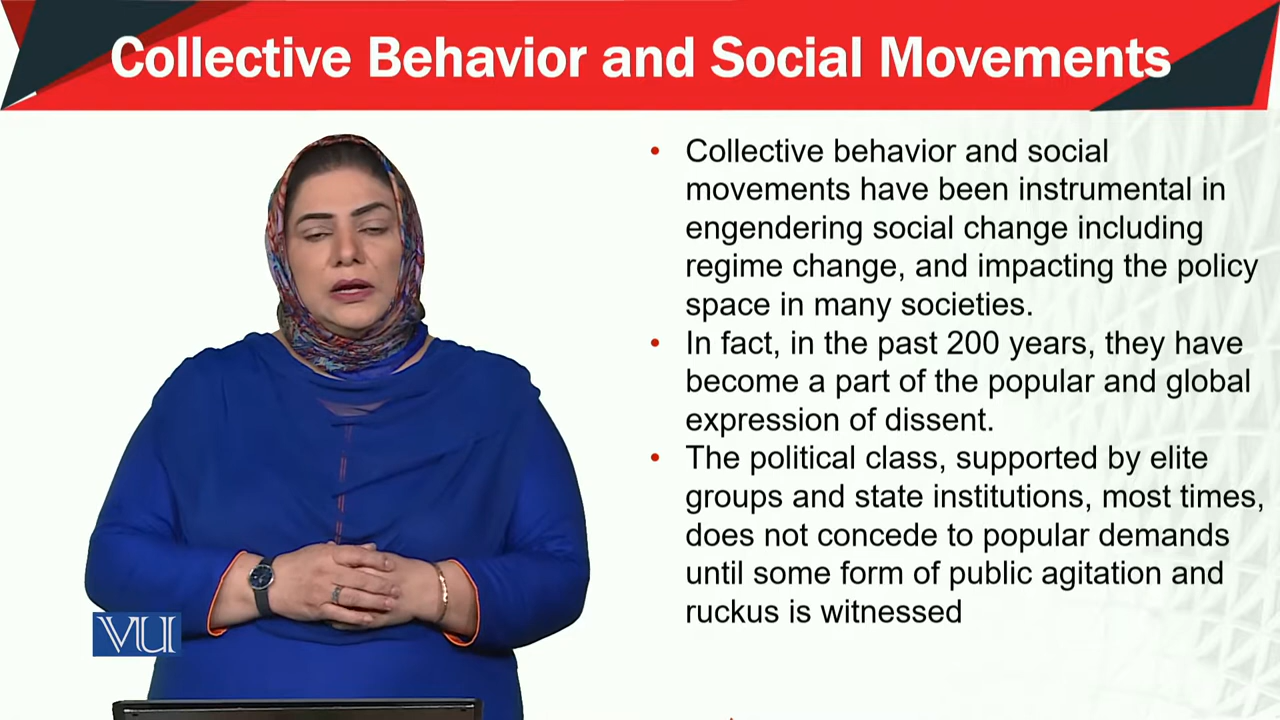 Collective Behavior and Social Movements
• Collective behavior and social
movements have been instrumental in
engendering social change including
regime change, and impacting the policy
space in many societies.
• In fact, in the past 200 years, they have
become a part of the popular and global
expression of dissent.
• The political class, supported by elite
groups and state institutions, most times,
does not concede to popular demands
until some form of public agitation and
ruckus is witnessed
VU